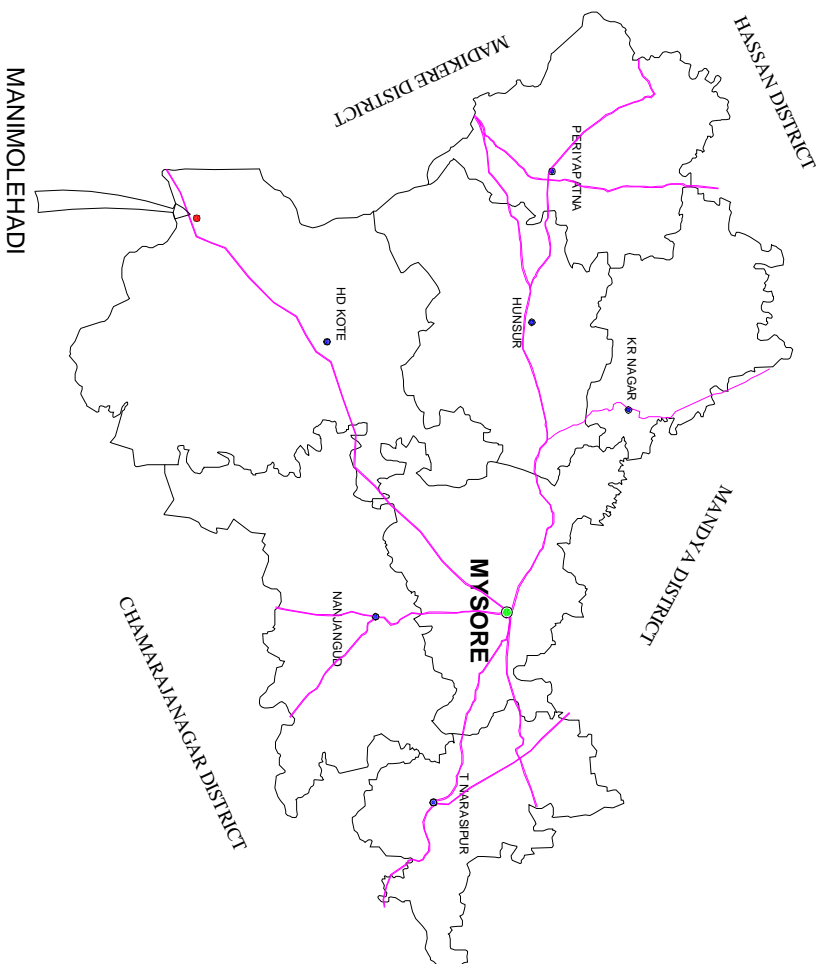 HASSAN DISTRICT
MADIKERE DISTRICT
MANIMOLEHADI
PERIYAPATNA
HUNSUR
HD KOTE
KR NAGAR
MANDYA DISTRICT
MYSORE
NANJANGUD
CHAMARAJANAGAR DISTRICT
T NARASIPUR